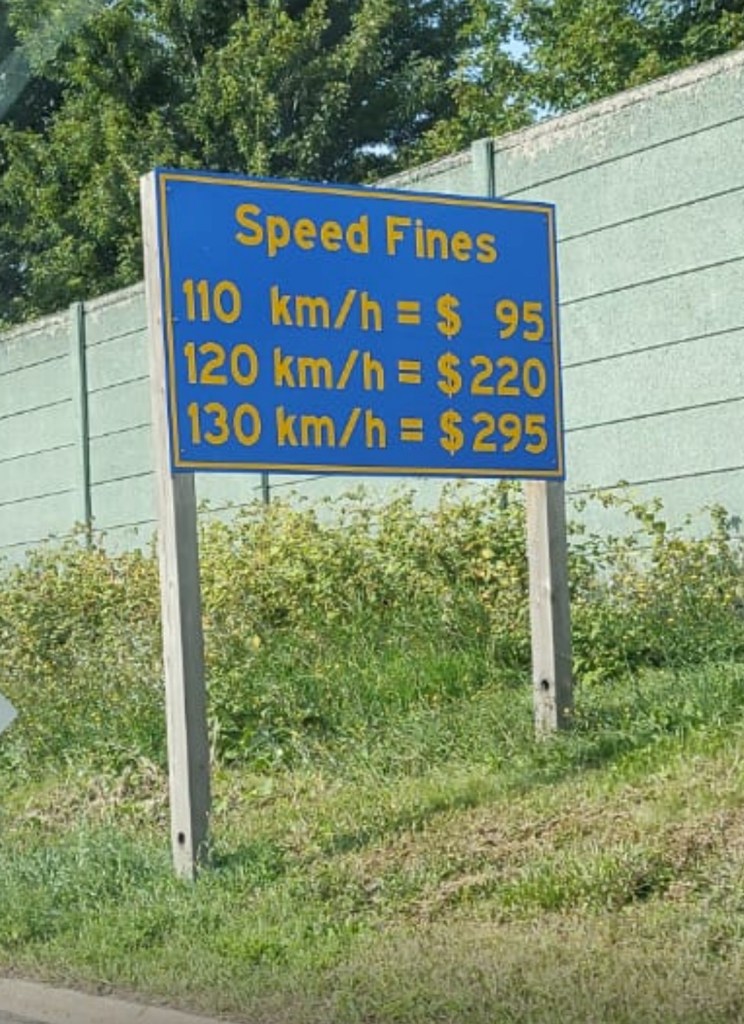 Speed Fines
110 km/h = $ 95
120 km/h = $220
130 km/h = $295